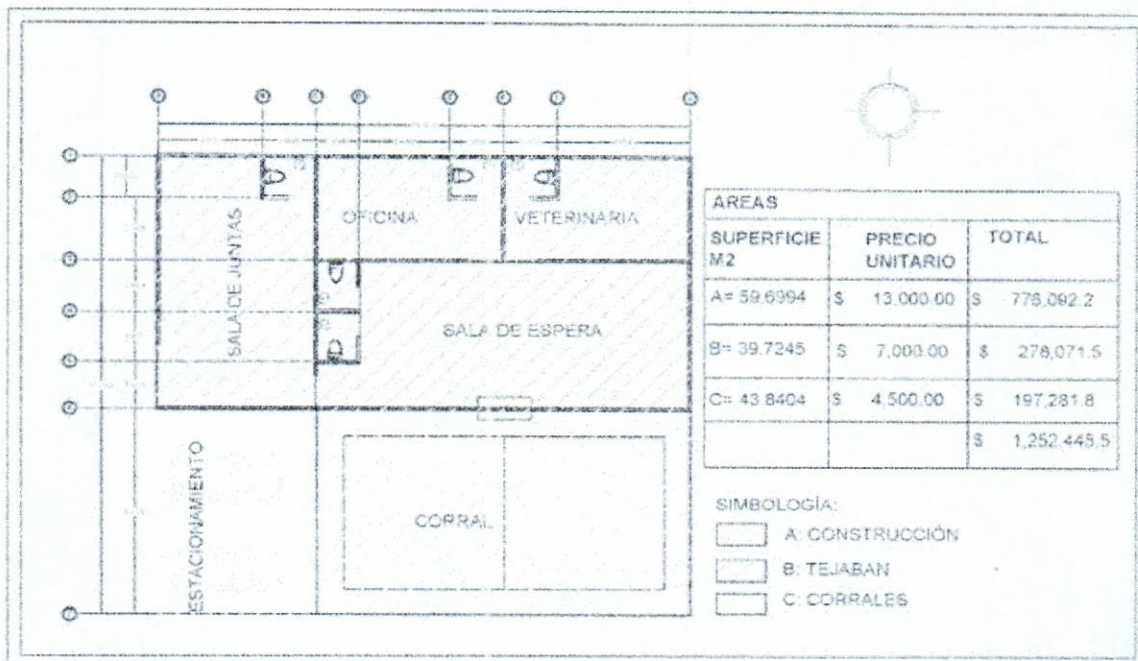 SALA DE JUNTAS
OFICINA
VETERINARIA
SALA DE ESPERA
ESTACIONAMIENTO
CORRAL
AREAS
SUPERFICIE M2 PRECIO UNITARIO TOTAL
A= 59.6994 $ 13,000.00 $ 776,092.2
B= 39.7245 $ 7,000.00 $ 278,071.5
C= 43.8404 $ 4,500.00 $ 197,281.8
$ 1,252,445.5
SIMBOLOGÍA:
A: CONSTRUCCIÓN
B: TEJABAN
C: CORRALES